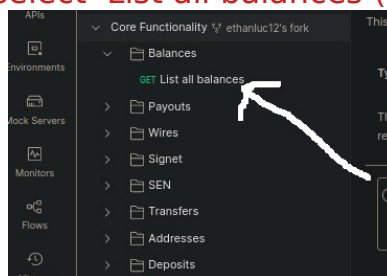 select "List all balances (
APIs
This
Core Functionality ethanluc12's fork
Balances
Environments
GET List all balances
Ty
Mock Servers
Payouts
Th
Wires
re
Signet
Monitors
SEN
Transfers
Flows
Addresses
Deposits